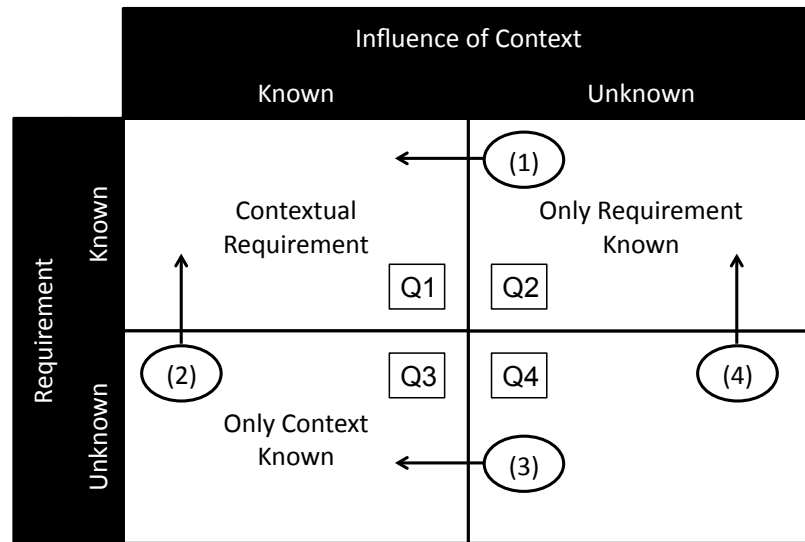 Influence of Context
Known
Unknown
Requirement
Known
Unknown
(1)
Contextual
Requirement
Only Requirement
Known
Q1
Q2
(2)
Q3
Q4
(4)
Only Context
Known
(3)